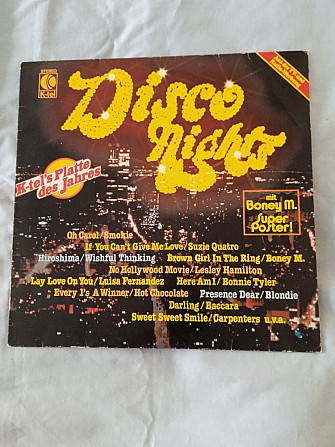 STEREO
K-tel
Disco
Nights
K-tel's Platte
des Jahres
mit
Boney M.
Super
Poster!
Oh Carol/Smokie
If You Can't Give Me Love/Suzie Quatro
Hiroshima/Wishful Thinking Brown Girl In The Ring/Boney M.
No Hollywood Movie/Lesley Hamilton
Lay Love On You/Luisa Fernandez Here Am I/Bonnie Tyler
Every 1's A Winner/Hot Chocolate Presence Dear/Blondie
Darling/Baccara
Sweet Sweet Smile/Carpenters u.v.a.